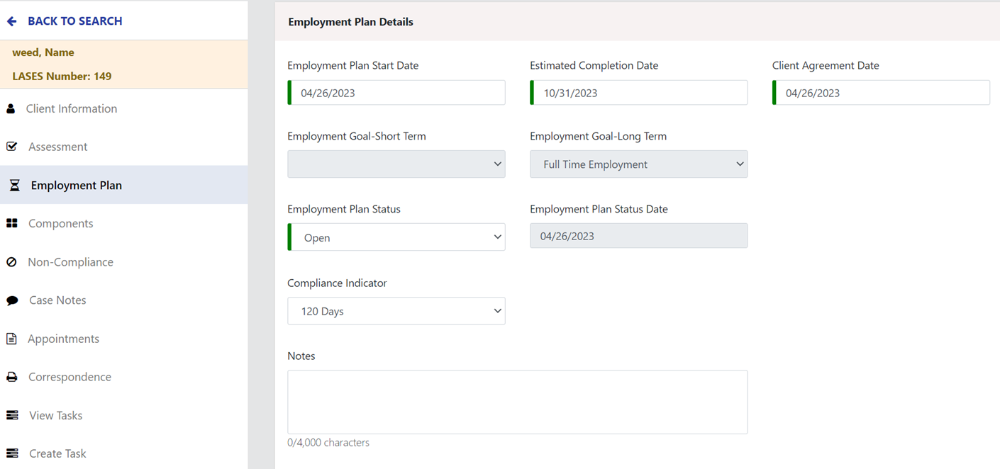 BACK TO SEARCH
weed, Name
LASES Number: 149
Client Information
Assessment
Employment Plan
Components
Non-Compliance
Case Notes
Appointments
Correspondence
View Tasks
Create Task
Employment Plan Details
Employment Plan Start Date
04/26/2023
Estimated Completion Date
10/31/2023
Client Agreement Date
04/26/2023
Employment Goal-Short Term
Employment Goal-Long Term
Full Time Employment
Employment Plan Status
Open
Employment Plan Status Date
04/26/2023
Compliance Indicator
120 Days
Notes
0/4,000 characters